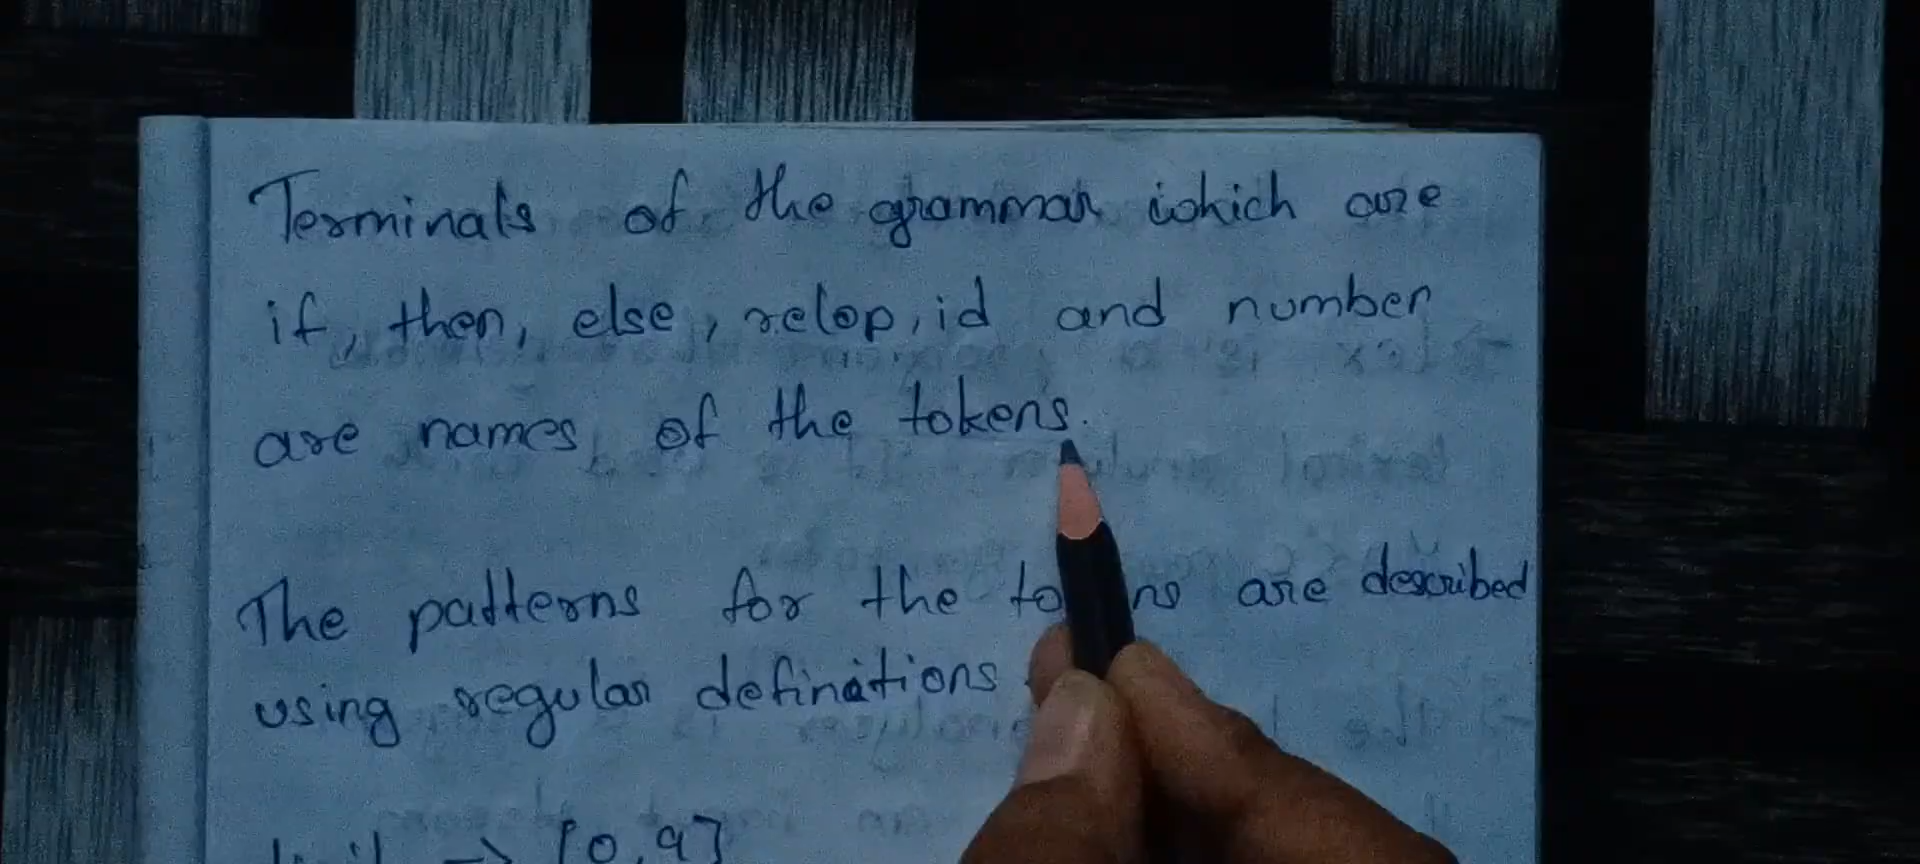 Terminals of the grammar which are
if, then, else, relop, id and number
are names of the tokens.
The patterns for the are described
using regular definitions